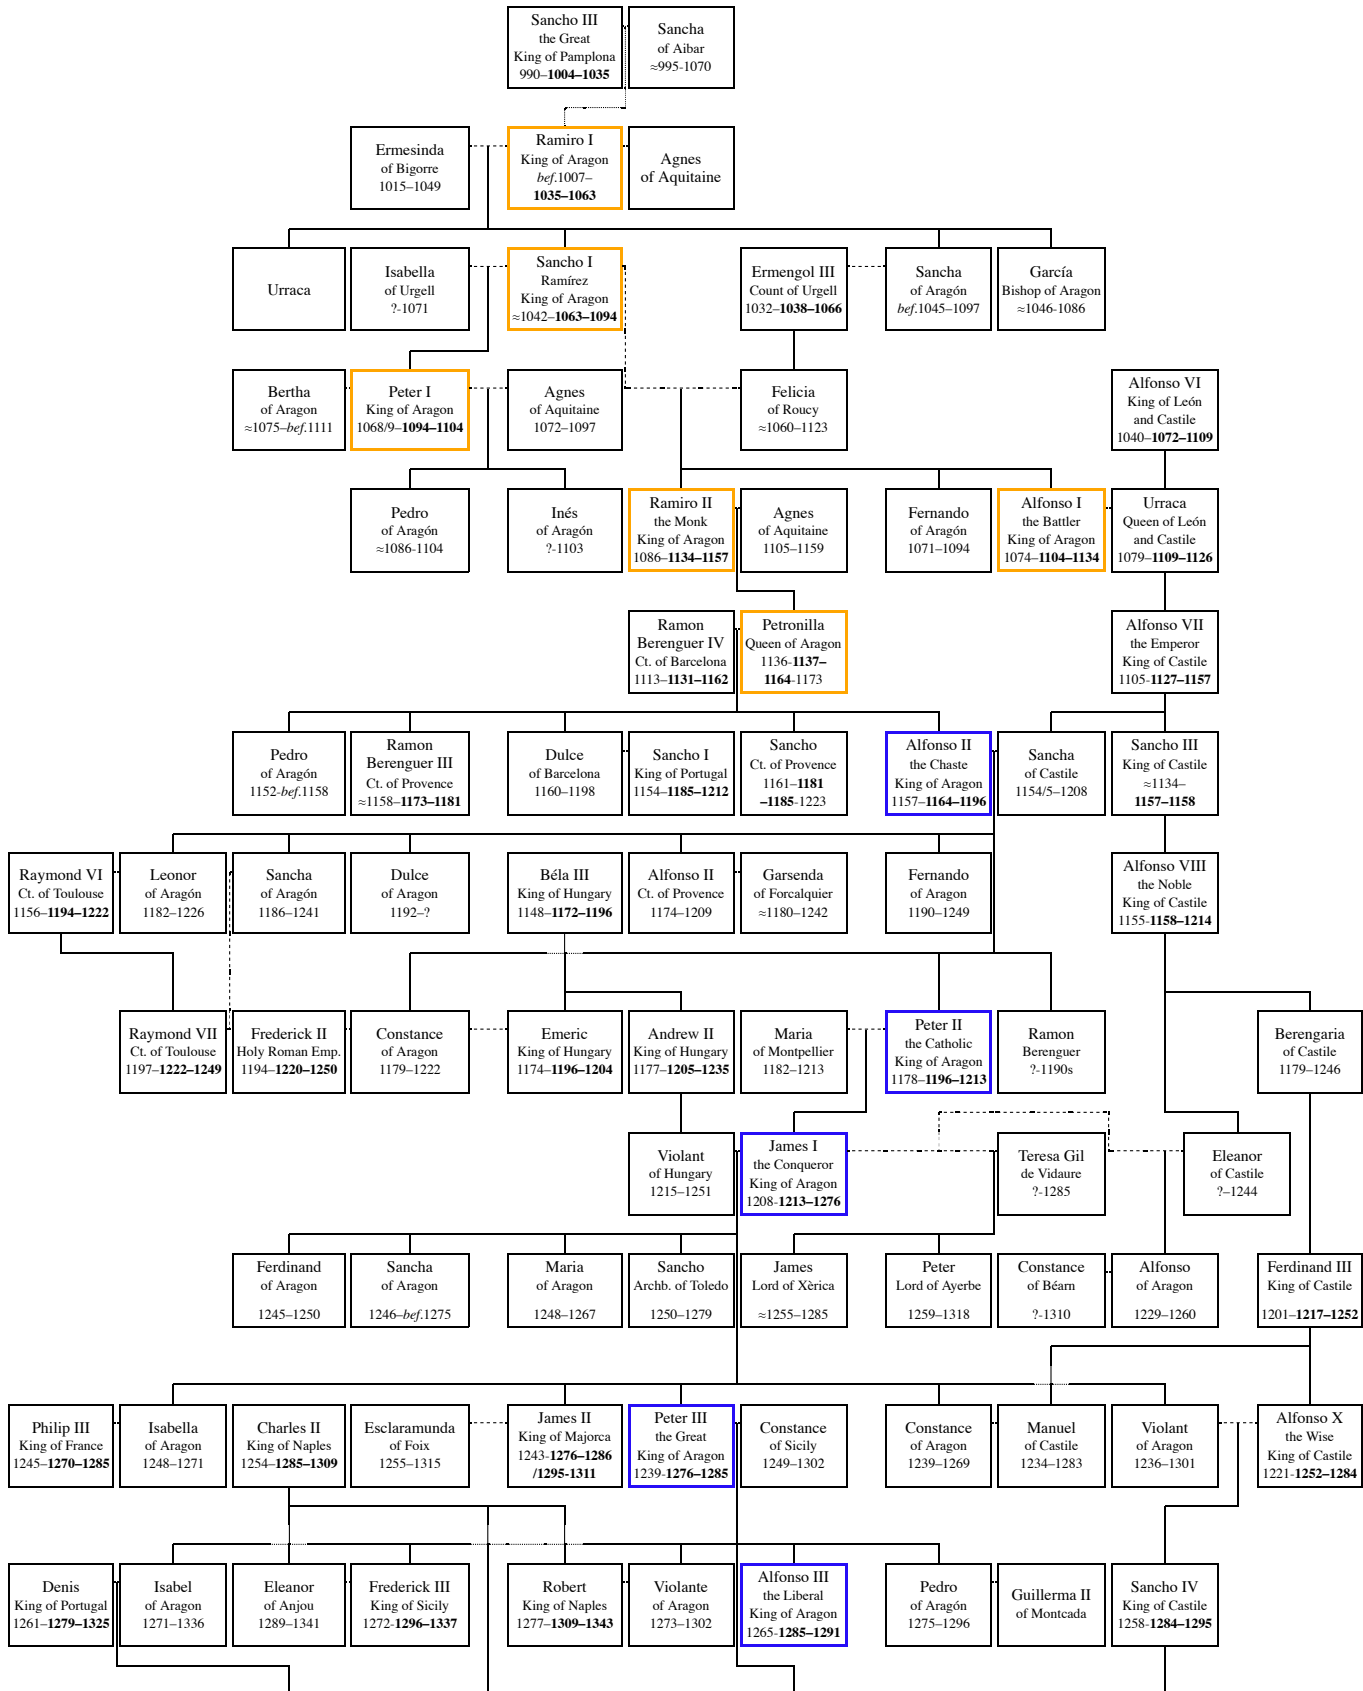 Sancho III
the Great
King of Pamplona
990–1004–1035
Sancha
of Aibar
≈995-1070
Ermesinda
of Bigorre
1015–1049
Ramiro I
King of Aragon
bef.1007–
1035–1063
Agnes
of Aquitaine
Urraca
Isabella
of Urgell
?-1071
Sancho I
Ramírez
King of Aragon
≈1042–1063–1094
Ermengol III
Count of Urgell
1032–1038–1066
Sancha
of Aragón
bef.1045–1097
García
Bishop of Aragon
≈1046-1086
Bertha
of Aragon
≈1075–bef.1111
Peter I
King of Aragon
1068/9–1094–1104
Agnes
of Aquitaine
1072–1097
Felicia
of Roucy
≈1060–1123
Alfonso VI
King of León
and Castile
1040–1072–1109
Pedro
of Aragón
≈1086-1104
Inés
of Aragón
?-1103
Ramiro II
the Monk
King of Aragon
1086–1134–1157
Agnes
of Aquitaine
1105–1159
Fernando
of Aragón
1071–1094
Alfonso I
the Battler
King of Aragon
1074–1104–1134
Urraca
Queen of León
and Castile
1079–1109–1126
Ramon
Berenguer IV
Ct. of Barcelona
1113–1131–1162
Petronilla
Queen of Aragon
1136-1137–
1164-1173
Alfonso VII
the Emperor
King of Castile
1105-1127–1157
Pedro
of Aragón
1152-bef.1158
Ramon
Berenguer III
Ct. of Provence
≈1158–1173–1181
Dulce
of Barcelona
1160–1198
Sancho I
King of Portugal
1154–1185–1212
Sancho
Ct. of Provence
1161–1181
–1185-1223
Alfonso II
the Chaste
King of Aragon
1157–1164–1196
Sancha
of Castile
1154/5–1208
Sancho III
King of Castile
≈1134–
1157–1158
Raymond VI
Ct. of Toulouse
1156–1194–1222
Leonor
of Aragón
1182–1226
Sancha
of Aragón
1186–1241
Dulce
of Aragon
1192–?
Béla III
King of Hungary
1148–1172–1196
Alfonso II
Ct. of Provence
1174–1209
Garsenda
of Forcalquier
≈1180–1242
Fernando
of Aragon
1190–1249
Alfonso VIII
the Noble
King of Castile
1155-1158–1214
Raymond VII
Ct. of Toulouse
1197–1222–1249
Frederick II
Holy Roman Emp.
1194–1220–1250
Constance
of Aragon
1179–1222
Emeric
King of Hungary
1174–1196–1204
Andrew II
King of Hungary
1177–1205–1235
Maria
of Montpellier
1182–1213
Peter II
the Catholic
King of Aragon
1178–1196–1213
Ramon
Berenguer
?-1190s
Berengaria
of Castile
1179–1246
Violant
of Hungary
1215–1251
James I
the Conqueror
King of Aragon
1208-1213–1276
Teresa Gil
de Vidaure
?-1285
Eleanor
of Castile
?–1244
Ferdinand
of Aragon
1245–1250
Sancha
of Aragon
1246–bef.1275
Maria
of Aragon
1248–1267
Sancho
Archb. of Toledo
1250–1279
James
Lord of Xèrica
≈1255–1285
Peter
Lord of Ayerbe
1259–1318
Constance
of Béarn
?-1310
Alfonso
of Aragon
1229–1260
Ferdinand III
King of Castile
1201–1217–1252
Philip III
King of France
1245–1270–1285
Isabella
of Aragon
1248–1271
Charles II
King of Naples
1254–1285–1309
Esclaramunda
of Foix
1255–1315
James II
King of Majorca
1243-1276–1286
/1295-1311
Peter III
the Great
King of Aragon
1239-1276–1285
Constance
of Sicily
1249–1302
Constance
of Aragon
1239–1269
Manuel
of Castile
1234–1283
Violant
of Aragon
1236–1301
Alfonso X
the Wise
King of Castile
1221-1252–1284
Denis
King of Portugal
1261–1279–1325
Isabel
of Aragon
1271–1336
Eleanor
of Anjou
1289–1341
Frederick III
King of Sicily
1272-1296–1337
Robert
King of Naples
1277–1309–1343
Violante
of Aragon
1273–1302
Alfonso III
the Liberal
King of Aragon
1265-1285–1291
Pedro
of Aragón
1275–1296
Guillerma II
of Montcada
Sancho IV
King of Castile
1258-1284–1295